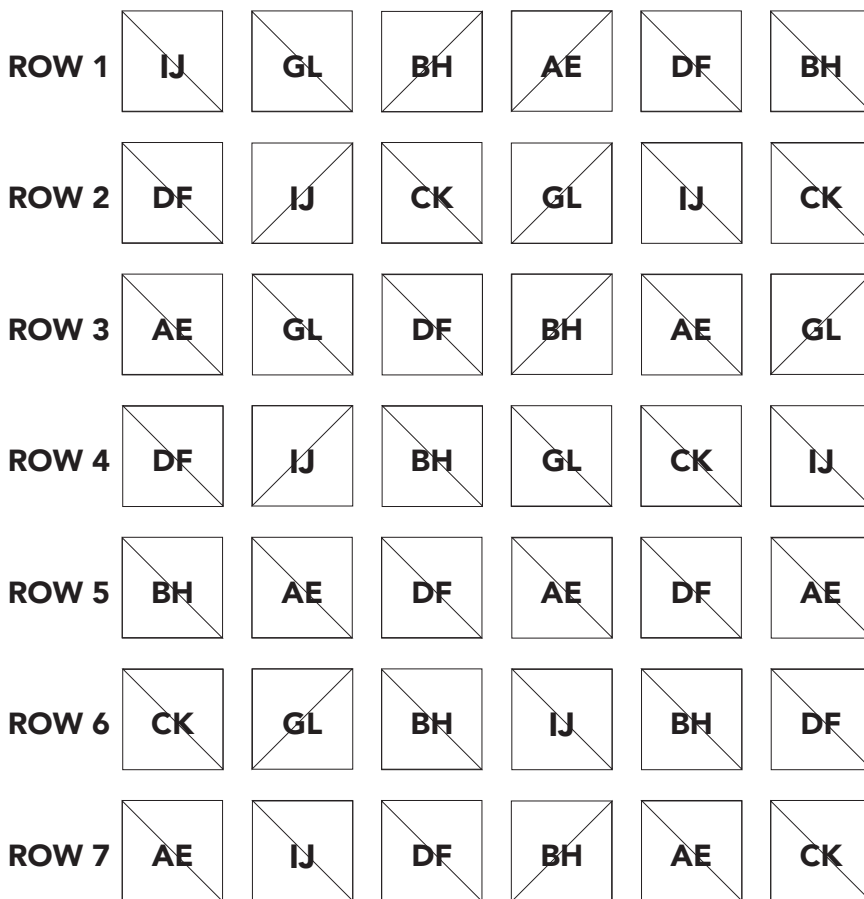 ROW 1 IJ GL BH AE DF BH
ROW 2 DF IJ CK GL IJ CK
ROW 3 AE GL DF BH AE GL
ROW 4 DF IJ BH GL CK IJ
ROW 5 BH AE DF AE DF AE
ROW 6 CK GL BH IJ BH DF
ROW 7 AE IJ DF BH AE CK